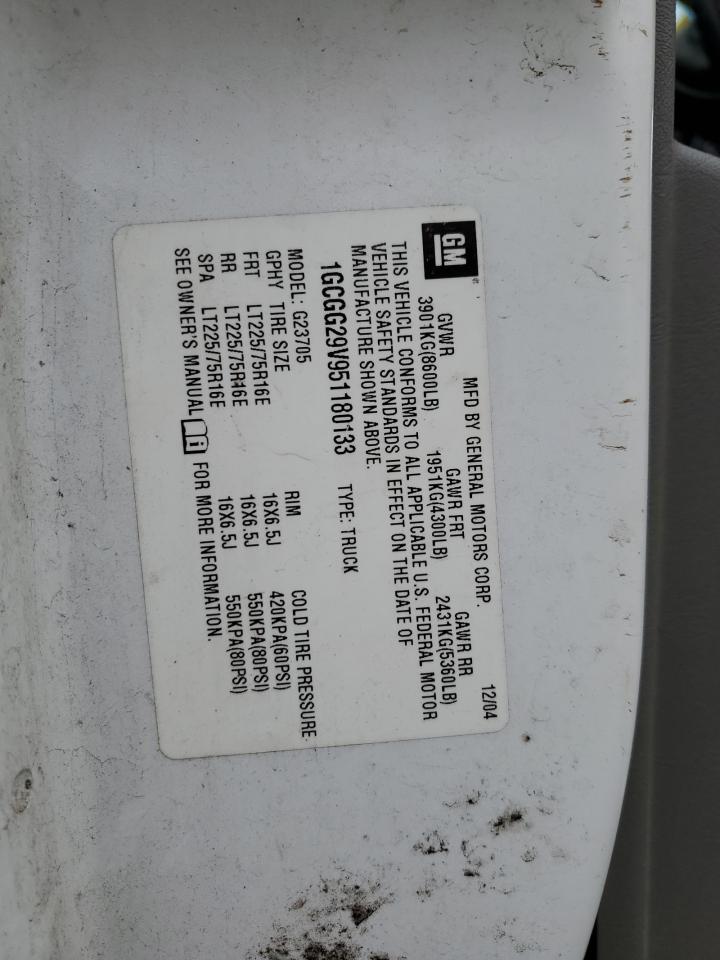 GM MFD BY GENERAL MOTORS CORP. 12/04
GVWR GAWR FRT GAWR RR
3901KG(8600LB) 1951KG(4300LB) 2431KG(5360LB)
THIS VEHICLE CONFORMS TO ALL APPLICABLE U.S. FEDERAL MOTOR
VEHICLE SAFETY STANDARDS IN EFFECT ON THE DATE OF
MANUFACTURE SHOWN ABOVE.
1GCGG29V951180133 TYPE: TRUCK
MODEL: G23705
GPHY TIRE SIZE RIM COLD TIRE PRESSURE
FRT LT225/75R16E 16X6.5J 420KPA(60PSI)
RR LT225/75R16E 16X6.5J 550KPA(80PSI)
SPA LT225/75R16E 16X6.5J 550KPA(80PSI)
SEE OWNER'S MANUAL FOR MORE INFORMATION.